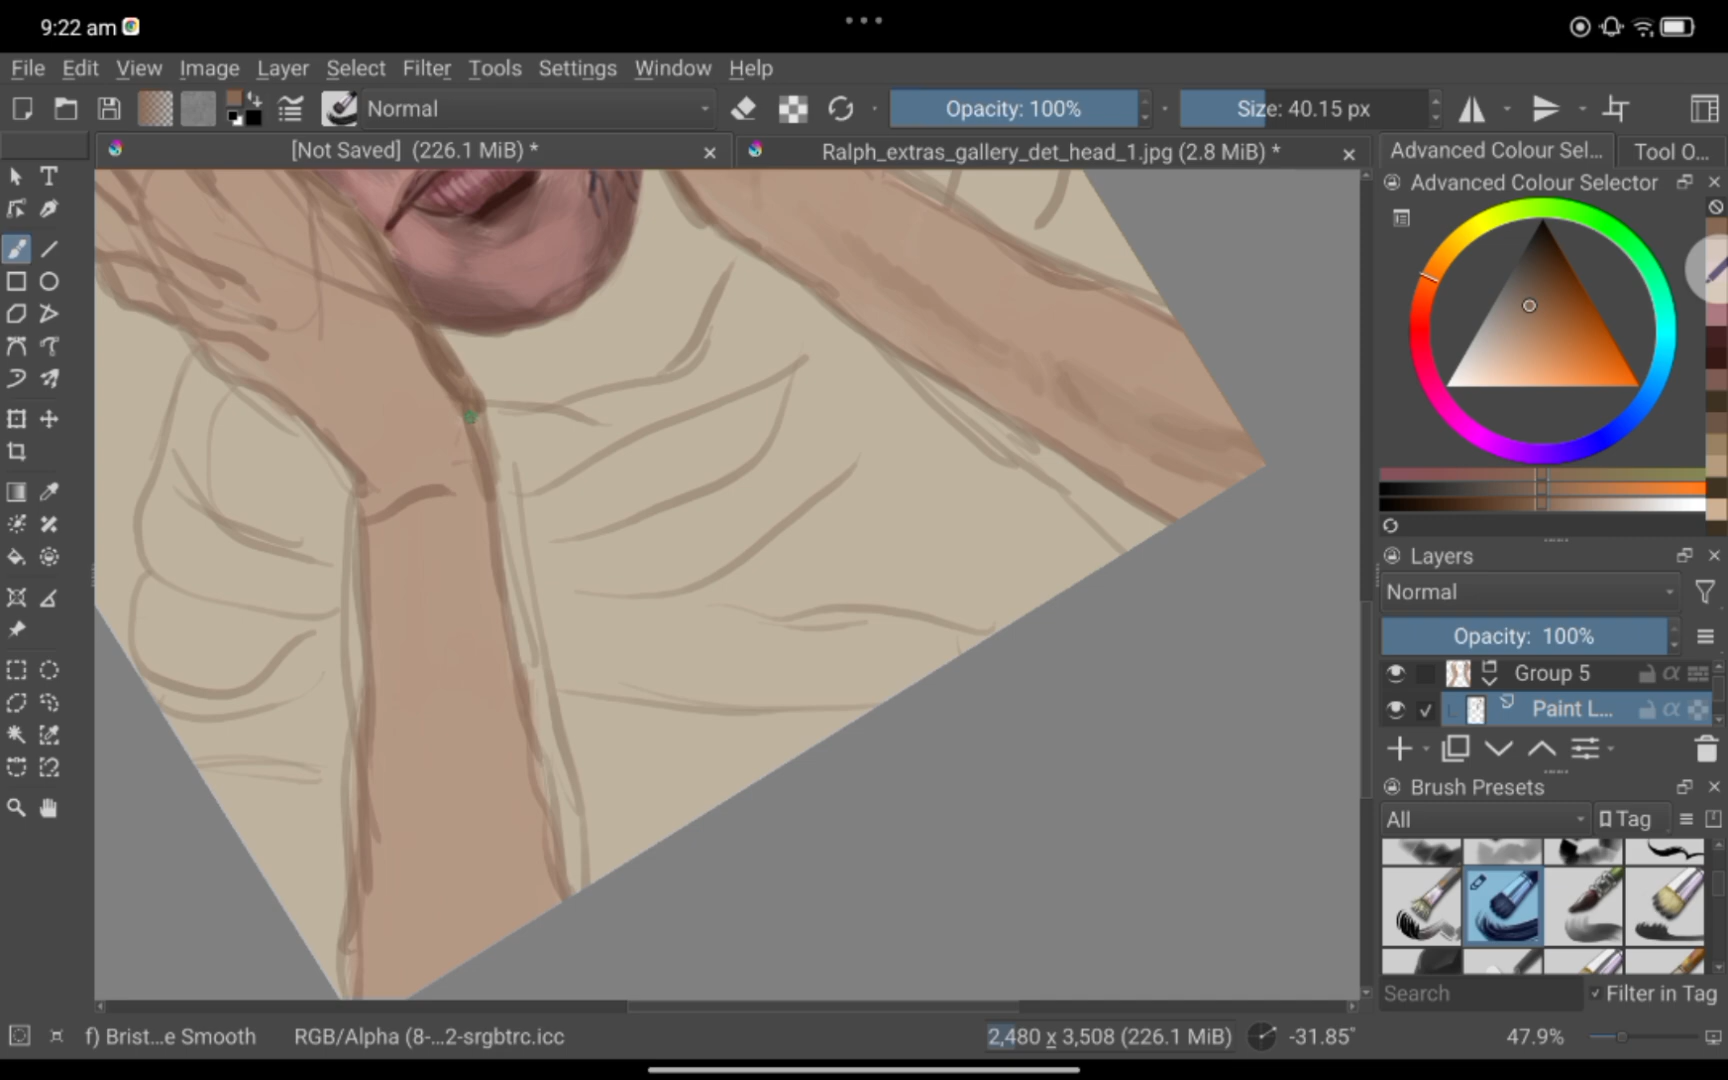 9:22 am
File Edit View Image Layer Select Filter Tools Settings Window Help
Normal Opacity: 100% Size: 40.15 px
[Not Saved] (226.1 MiB) * Ralph_extras_gallery_det_head_1.jpg (2.8 MiB) * Advanced Colour Sel... Tool O...
Advanced Colour Selector
Layers
Normal
Opacity: 100%
Group 5
Paint L...
Brush Presets
All Tag
Search Filter in Tag
f) Brist...e Smooth RGB/Alpha (8-...2-srgbtrc.icc 2,480 x 3,508 (226.1 MiB) -31.85° 47.9%